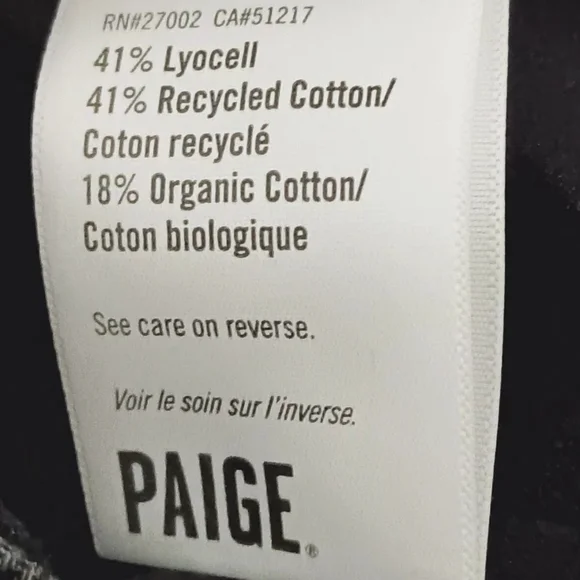 RN#27002 CA#51217
41% Lyocell
41% Recycled Cotton/
Coton recyclé
18% Organic Cotton/
Coton biologique
See care on reverse.
Voir le soin sur l'inverse.
PAIGE®